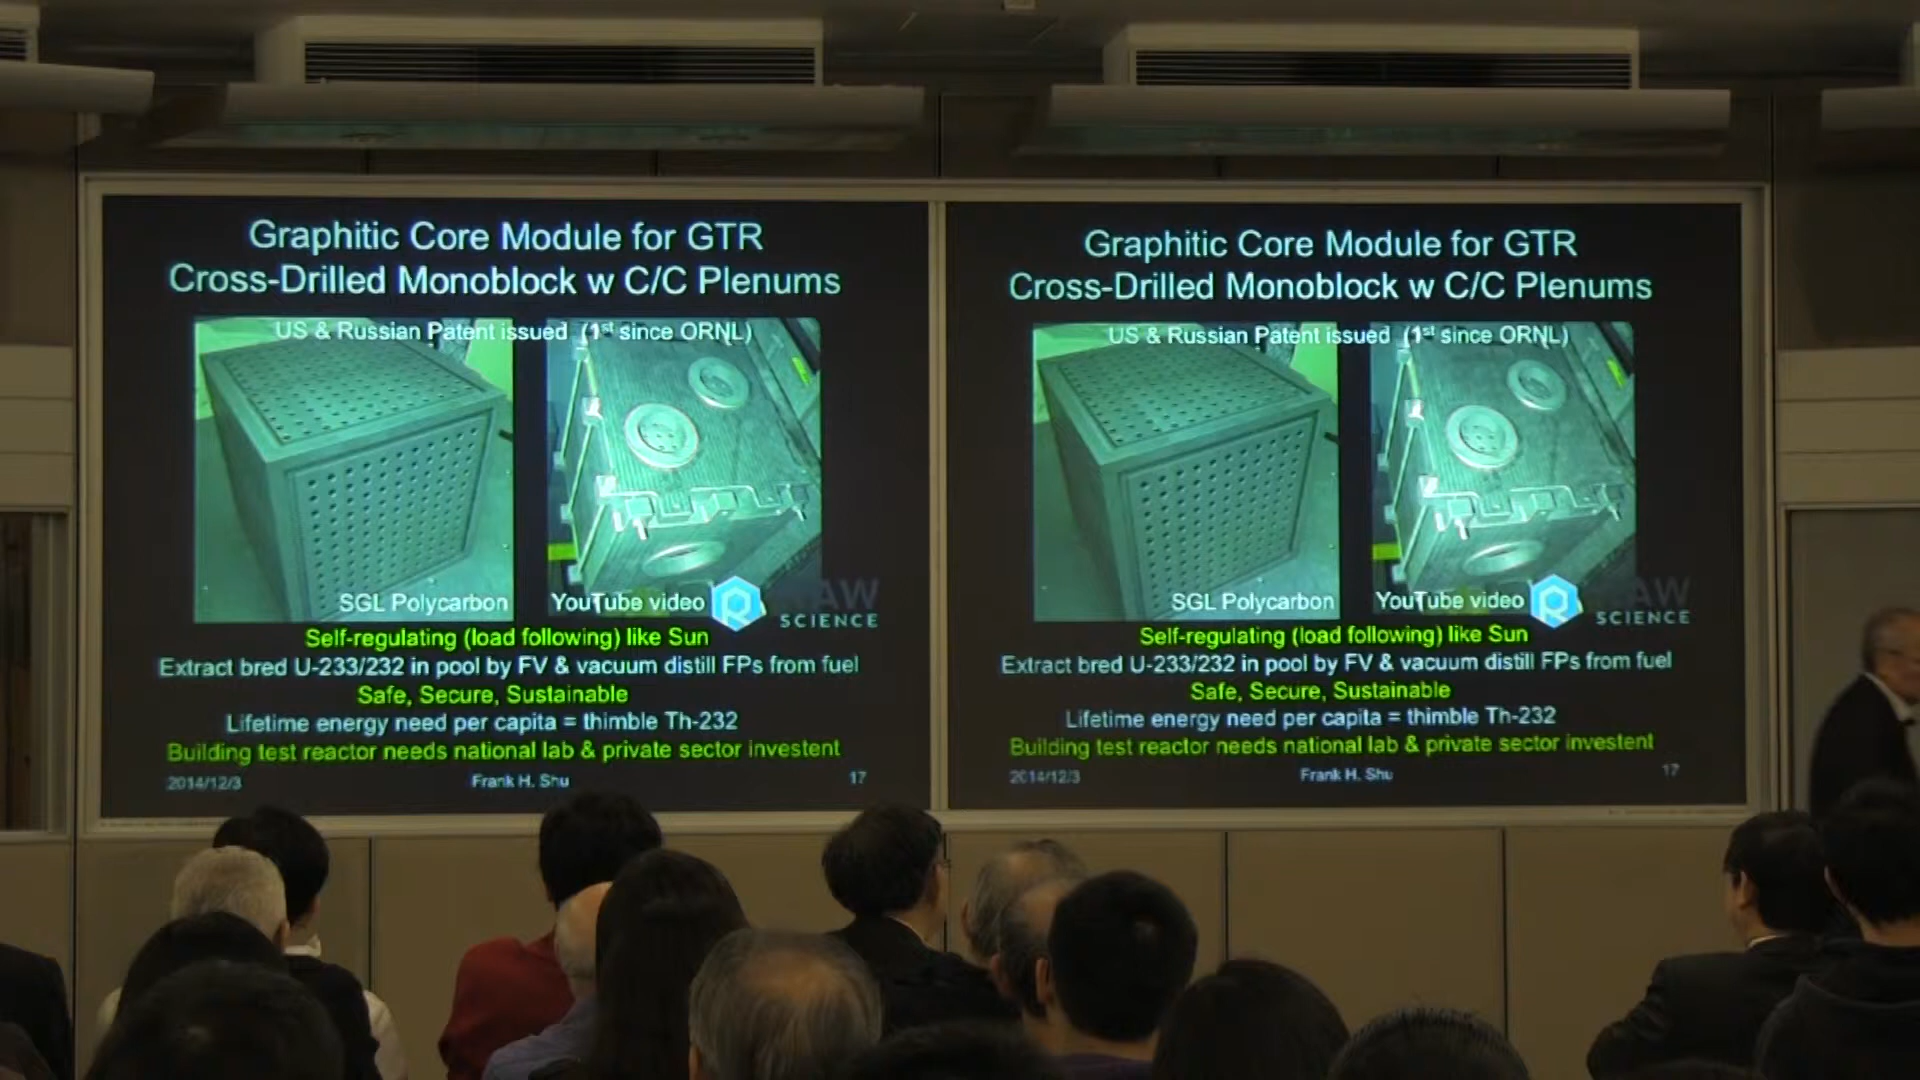 Graphitic Core Module for GTR
Cross-Drilled Monoblock w C/C Plenums
US & Russian Patent issued (1st since ORNL)
SGL Polycarbon
YouTube video
AW
SCIENCE
Self-regulating (load following) like Sun
Extract bred U-233/232 in pool by FV & vacuum distill FPs from fuel
Safe, Secure, Sustainable
Lifetime energy need per capita = thimble Th-232
Building test reactor needs national lab & private sector investent
2014/12/3 Frank H. Shu 17
Graphitic Core Module for GTR
Cross-Drilled Monoblock w C/C Plenums
US & Russian Patent issued (1st since ORNL)
SGL Polycarbon
YouTube video
AW
SCIENCE
Self-regulating (load following) like Sun
Extract bred U-233/232 in pool by FV & vacuum distill FPs from fuel
Safe, Secure, Sustainable
Lifetime energy need per capita = thimble Th-232
Building test reactor needs national lab & private sector investent
2014/12/3 Frank H. Shu 17